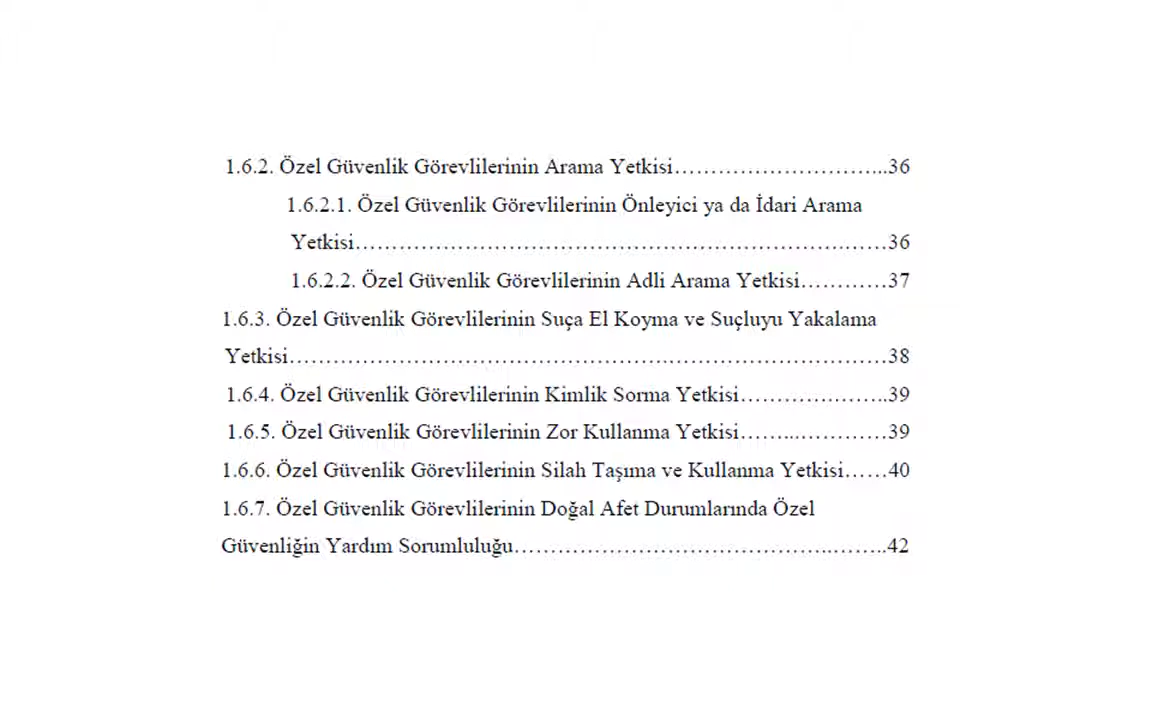 1.6.2. Özel Güvenlik Görevlilerinin Arama Yetkisi………………………...36
1.6.2.1. Özel Güvenlik Görevlilerinin Önleyici ya da İdari Arama
Yetkisi………………………………………………………….……36
1.6.2.2. Özel Güvenlik Görevlilerinin Adli Arama Yetkisi…………37
1.6.3. Özel Güvenlik Görevlilerinin Suça El Koyma ve Suçluyu Yakalama
Yetkisi…………………………………………….…………………………38
1.6.4. Özel Güvenlik Görevlilerinin Kimlik Sorma Yetkisi………….……..39
1.6.5. Özel Güvenlik Görevlilerinin Zor Kullanma Yetkisi……...…………39
1.6.6. Özel Güvenlik Görevlilerinin Silah Taşıma ve Kullanma Yetkisi……40
1.6.7. Özel Güvenlik Görevlilerinin Doğal Afet Durumlarında Özel
Güvenliğin Yardım Sorumluluğu……………………………………..……..42